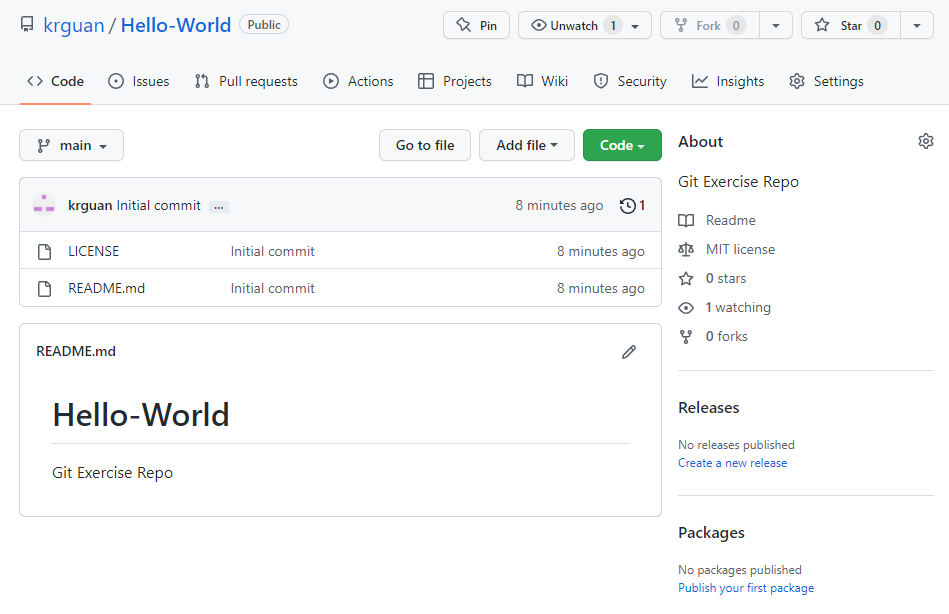 krguan / Hello-World Public Pin Unwatch 1 Fork 0 Star 0
Code Issues Pull requests Actions Projects Wiki Security Insights Settings
main Go to file Add file Code
krguan Initial commit ... 8 minutes ago 1
LICENSE Initial commit 8 minutes ago
README.md Initial commit 8 minutes ago
README.md
Hello-World
Git Exercise Repo
About
Git Exercise Repo
Readme
MIT license
0 stars
1 watching
0 forks
Releases
No releases published
Create a new release
Packages
No packages published
Publish your first package